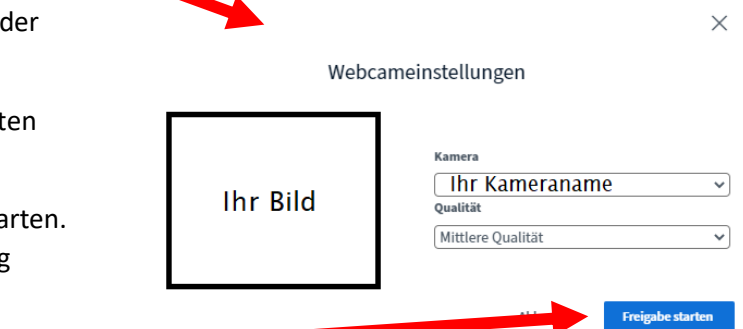 der
ten
arten.
g
Webcameinstellungen
Ihr Bild
Kamera
Ihr Kameraname
Qualität
Mittlere Qualität
Freigabe starten